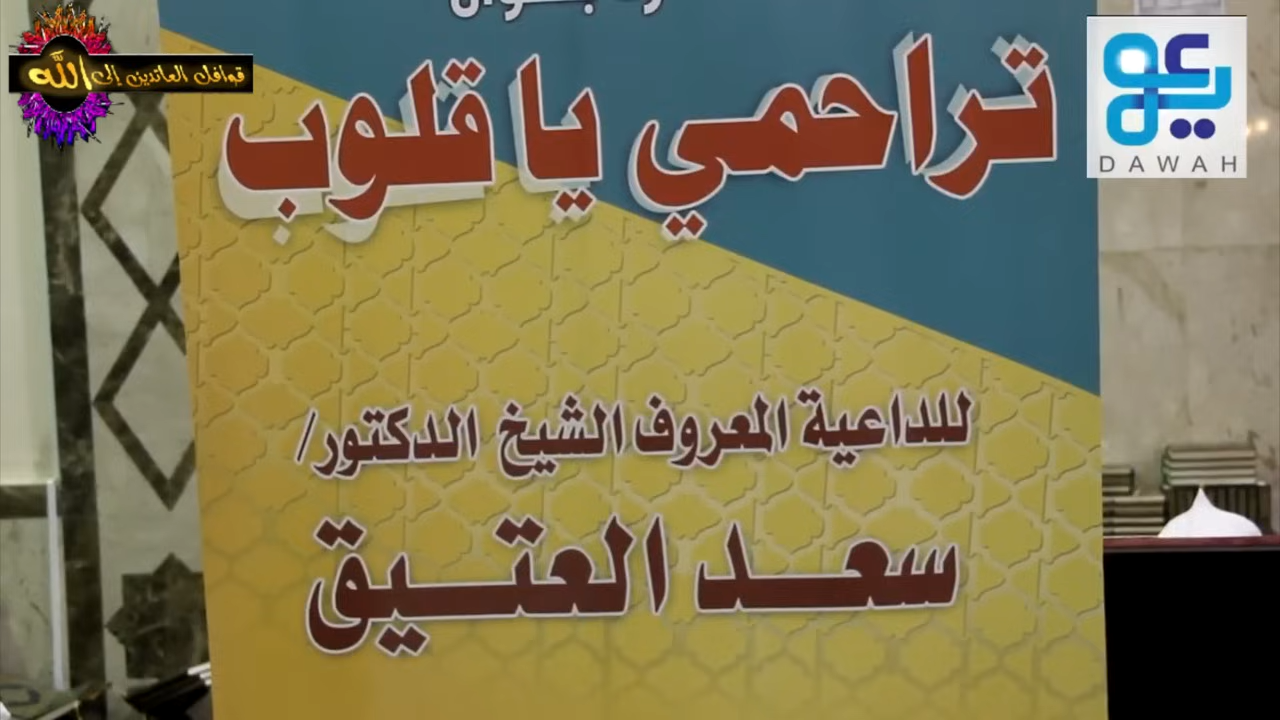 قوافل العائدين إلى الله
DAWAH
تراحمي يا قلوب
للداعية المعروف الشيخ الدكتور/
سعد العتيق